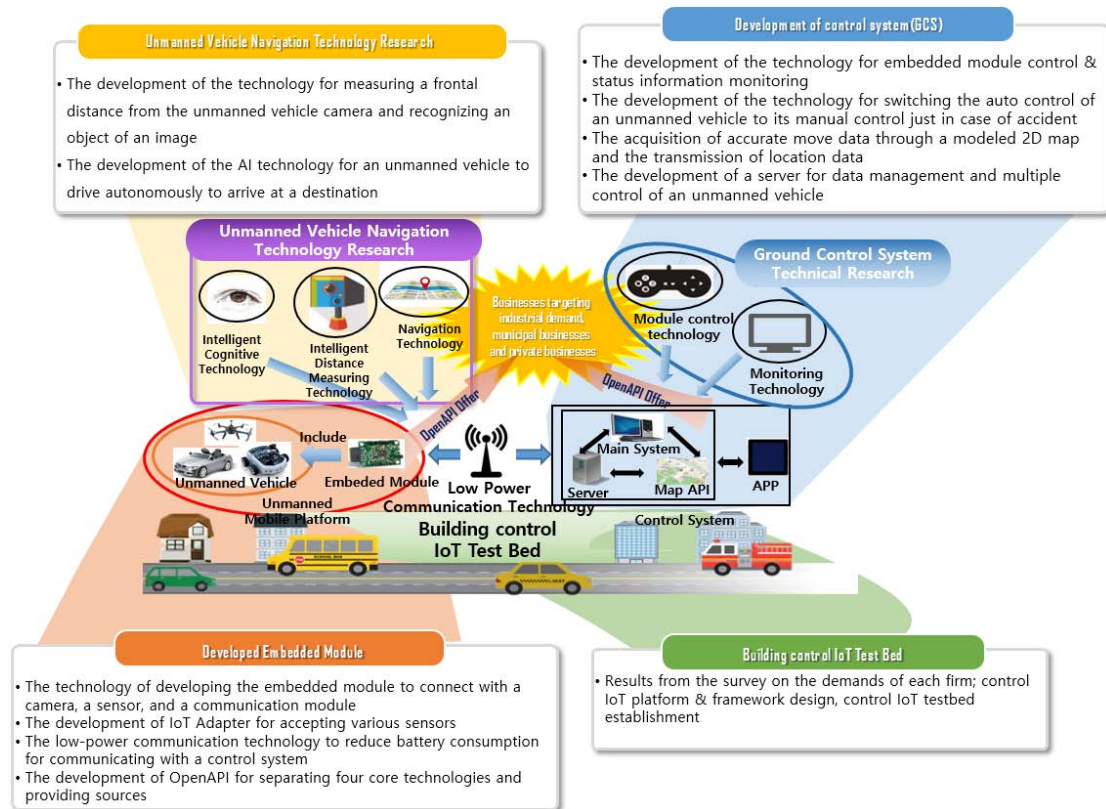 Unmanned Vehicle Navigation Technology Research
• The development of the technology for measuring a frontal
distance from the unmanned vehicle camera and recognizing an
object of an image
• The development of the AI technology for an unmanned vehicle to
drive autonomously to arrive at a destination
Development of control system(GCS)
• The development of the technology for embedded module control &
status information monitoring
• The development of the technology for switching the auto control of
an unmanned vehicle to its manual control just in case of accident
• The acquisition of accurate move data through a modeled 2D map
and the transmission of location data
• The development of a server for data management and multiple
control of an unmanned vehicle
Unmanned Vehicle Navigation
Technology Research
Intelligent
Cognitive
Technology
Intelligent
Distance
Measuring
Technology
Navigation
Technology
Businesses targeting
industrial demand,
municipal businesses
and private businesses
Ground Control System
Technical Research
Module control
technology
Monitoring
Technology
OpenAPI Offer
OpenAPI Offer
Include
Unmanned Vehicle
Embeded Module
Unmanned
Mobile Platform
Low Power
Communication Technology
Main System
Server
Map API
APP
Control System
Building control
IoT Test Bed
SCHOOL BUS
TAXI
Developed Embedded Module
• The technology of developing the embedded module to connect with a
camera, a sensor, and a communication module
• The development of IoT Adapter for accepting various sensors
• The low-power communication technology to reduce battery consumption
for communicating with a control system
• The development of OpenAPI for separating four core technologies and
providing sources
Building control IoT Test Bed
• Results from the survey on the demands of each firm; control
IoT platform & framework design, control IoT testbed
establishment